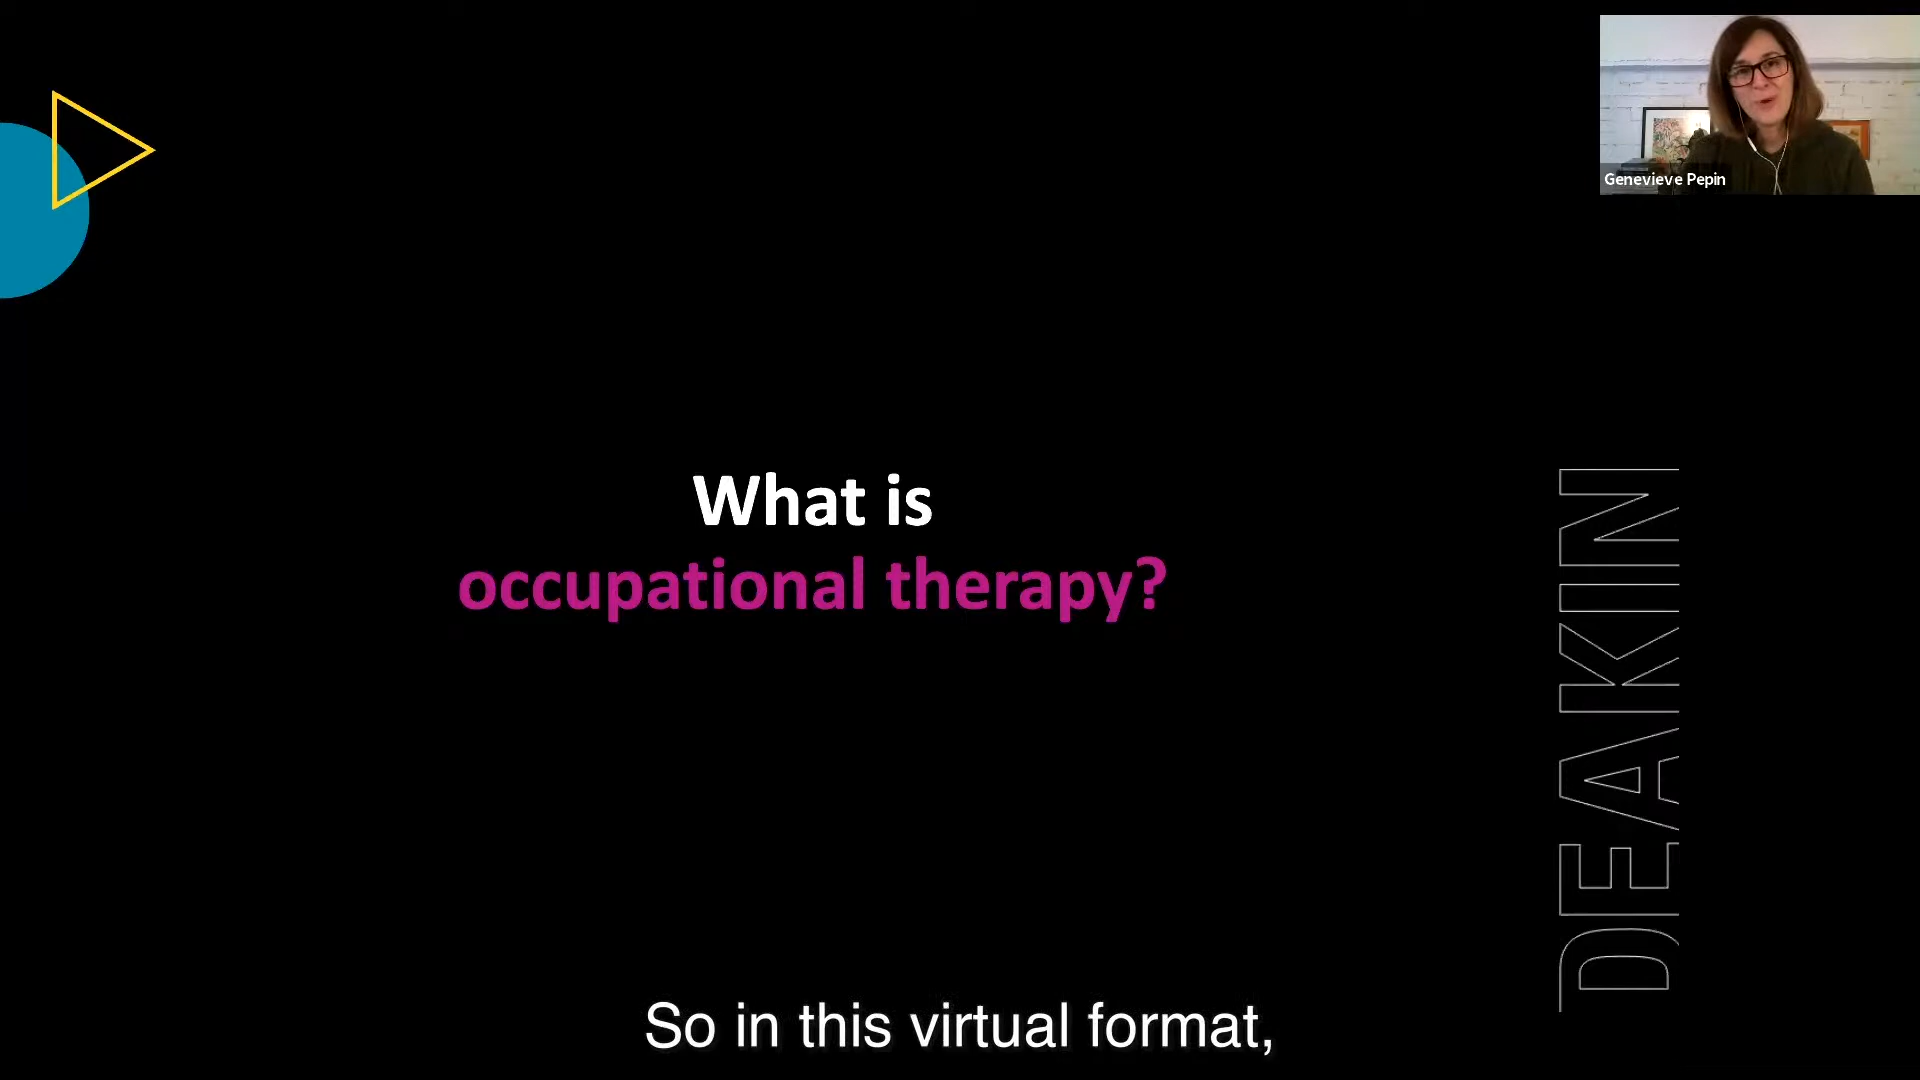 Genevieve Pepin
What is
occupational therapy?
DEAKIN
So in this virtual format,